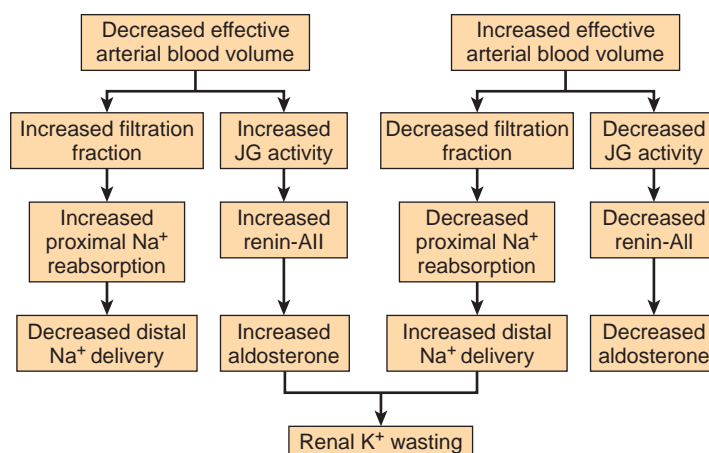 Decreased effective
arterial blood volume
Increased effective
arterial blood volume
Increased filtration
fraction
Increased
JG activity
Decreased filtration
fraction
Decreased
JG activity
Increased
proximal Na⁺
reabsorption
Increased
renin-AII
Decreased
proximal Na⁺
reabsorption
Decreased
renin-AII
Decreased distal
Na⁺ delivery
Increased
aldosterone
Increased distal
Na⁺ delivery
Decreased
aldosterone
Renal K⁺ wasting